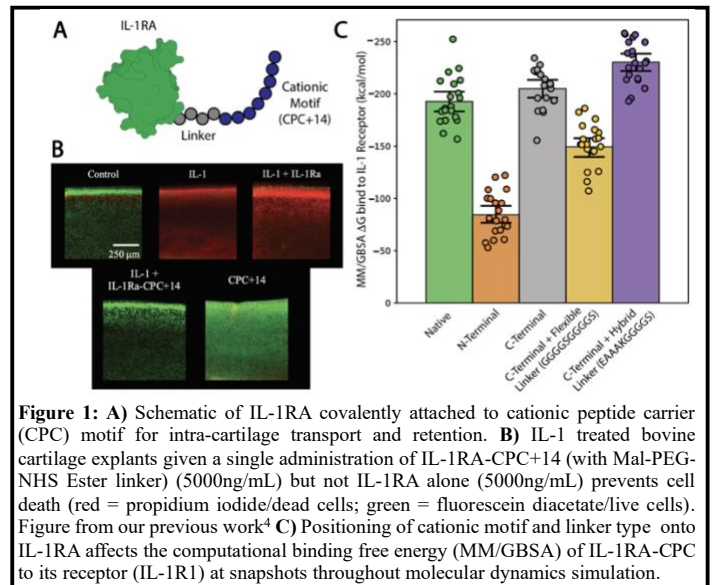 A
IL-1RA
Linker
Cationic
Motif
(CPC+14)
B
Control
IL-1
IL-1 + IL-1Ra
250 µm
IL-1 +
IL-1Ra-CPC+14
CPC+14
C
MM/GBSA ΔG bind to IL-1 Receptor (kcal/mol)
−250
−200
−150
−100
−50
0
Native
N-Terminal
C-Terminal
C-Terminal + Flexible
Linker (GGGGSGGGGS)
C-Terminal + Hybrid
Linker (EAAAKGGGGS)
Figure 1: A) Schematic of IL-1RA covalently attached to cationic peptide carrier
(CPC) motif for intra-cartilage transport and retention. B) IL-1 treated bovine
cartilage explants given a single administration of IL-1RA-CPC+14 (with Mal-PEG-
NHS Ester linker) (5000ng/mL) but not IL-1RA alone (5000ng/mL) prevents cell
death (red = propidium iodide/dead cells; green = fluorescein diacetate/live cells).
Figure from our previous work4 C) Positioning of cationic motif and linker type onto
IL-1RA affects the computational binding free energy (MM/GBSA) of IL-1RA-CPC
to its receptor (IL-1R1) at snapshots throughout molecular dynamics simulation.